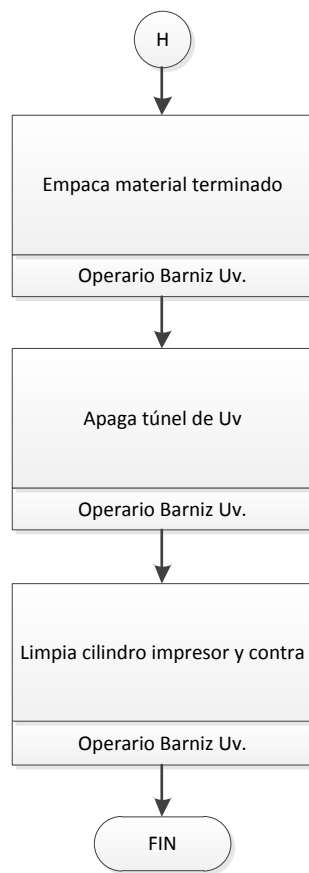 H
Empaca material terminado
Operario Barniz Uv.
Apaga túnel de Uv
Operario Barniz Uv.
Limpia cilindro impresor y contra
Operario Barniz Uv.
FIN